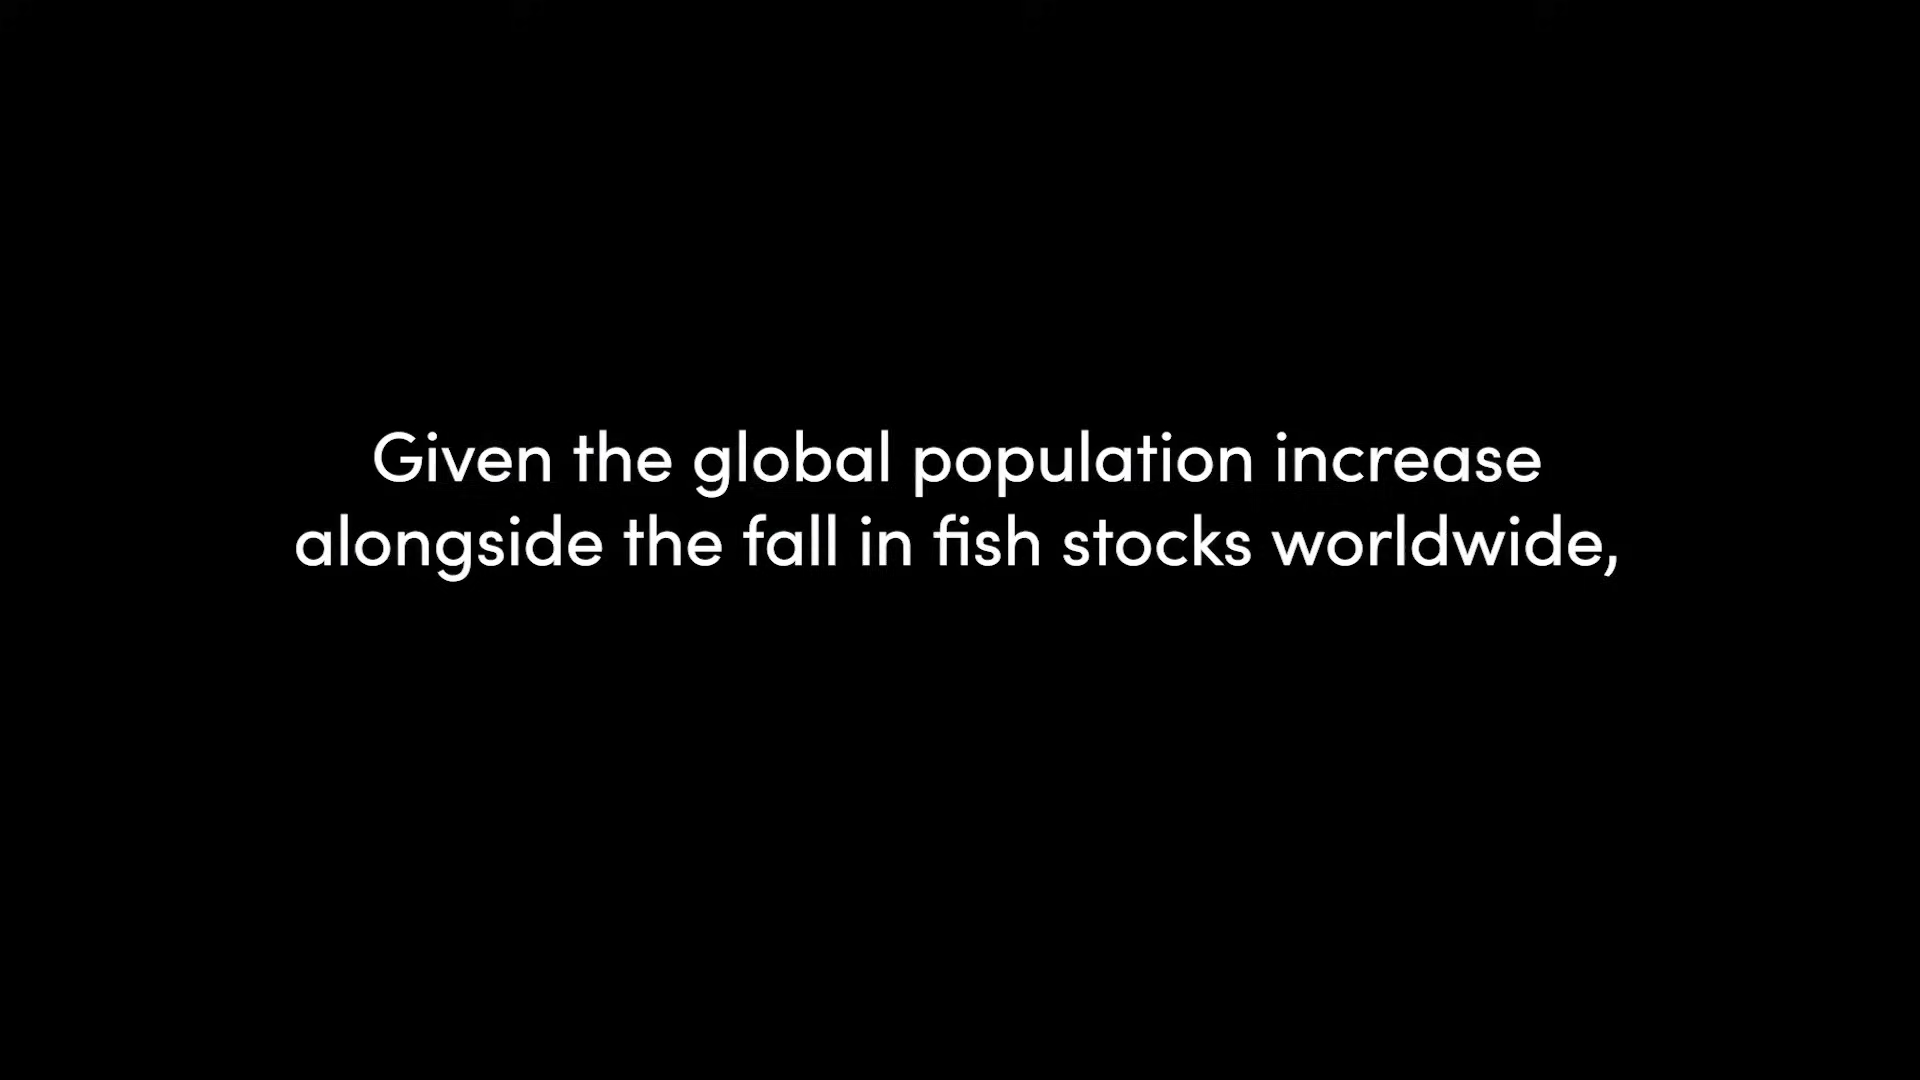 Given the global population increase
alongside the fall in fish stocks worldwide,